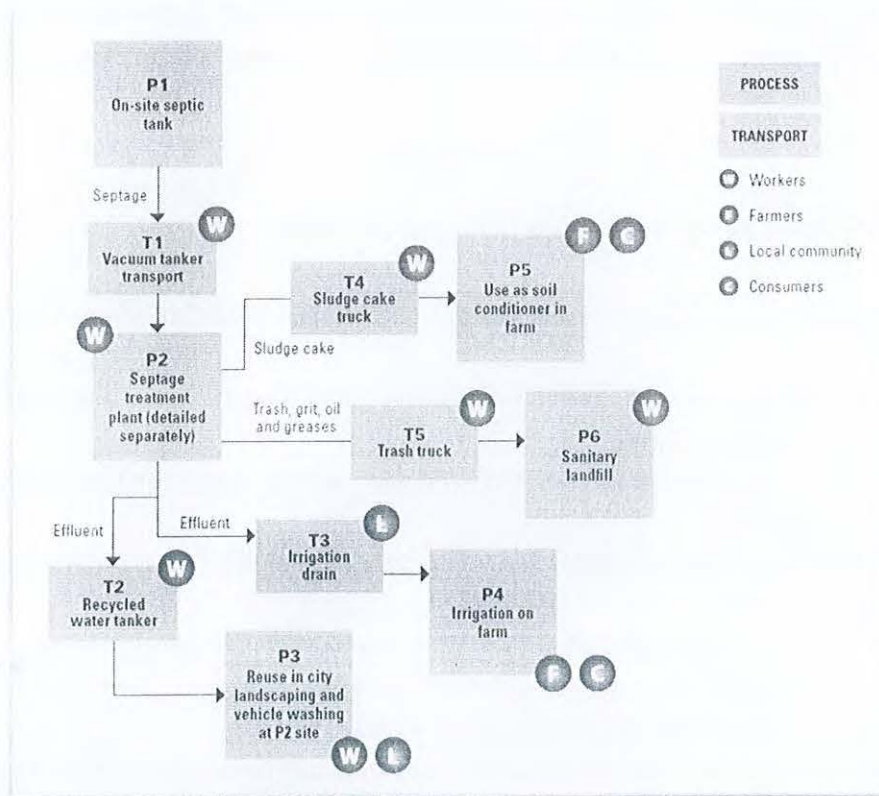 P1
On-site septic
tank
Septage
W
T1
Vacuum tanker
transport
W
P2
Septage
treatment
plant (detailed
separately)
Sludge cake
T4
Sludge cake
truck
W
P5
Use as soil
conditioner in
farm
F C
Trash, grit, oil
and greases
T5
Trash truck
W
P6
Sanitary
landfill
W
Effluent
Effluent
T3
Irrigation
drain
L
P4
Irrigation on
farm
F C
T2
Recycled
water tanker
W
P3
Reuse in city
landscaping and
vehicle washing
at P2 site
W L
PROCESS
TRANSPORT
W Workers
Farmers
L Local community
C Consumers